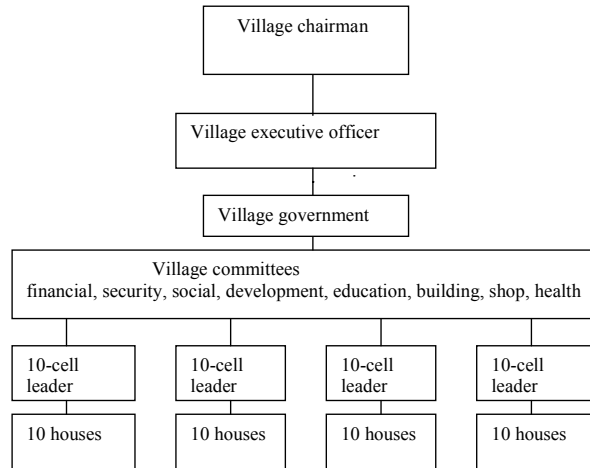 Village chairman
Village executive officer
Village government
Village committees
financial, security, social, development, education, building, shop, health
10-cell
leader
10-cell
leader
10-cell
leader
10-cell
leader
10 houses
10 houses
10 houses
10 houses